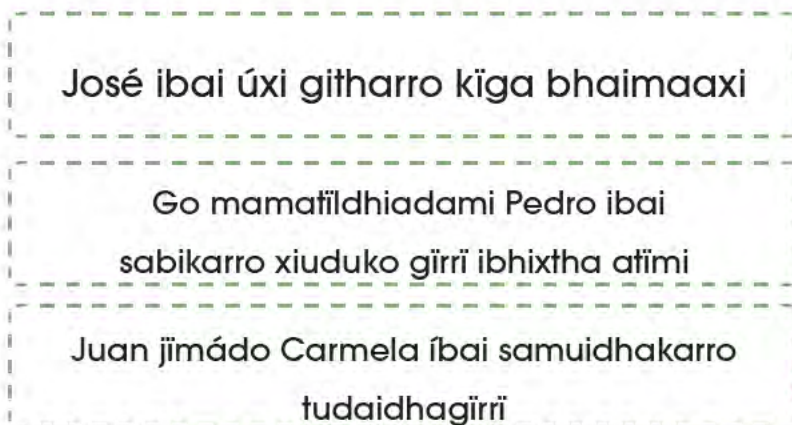 José ibai úxi githarro kïga bhaimaaxi
Go mamatïldhiadami Pedro ibai
sabikarro xiuduko gïrrï ibhixtha atïmi
Juan jïmádo Carmela íbai samuidhakarro
tudaidhagïrrï